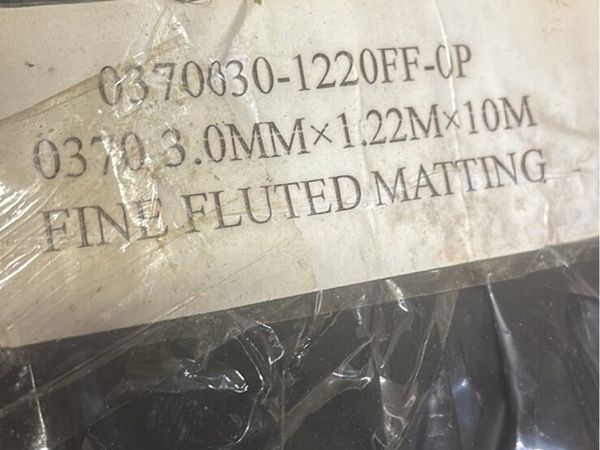 0370030-1220FF-0P
0370 3.0MM×1.22M×10M
FINE FLUTED MATTING